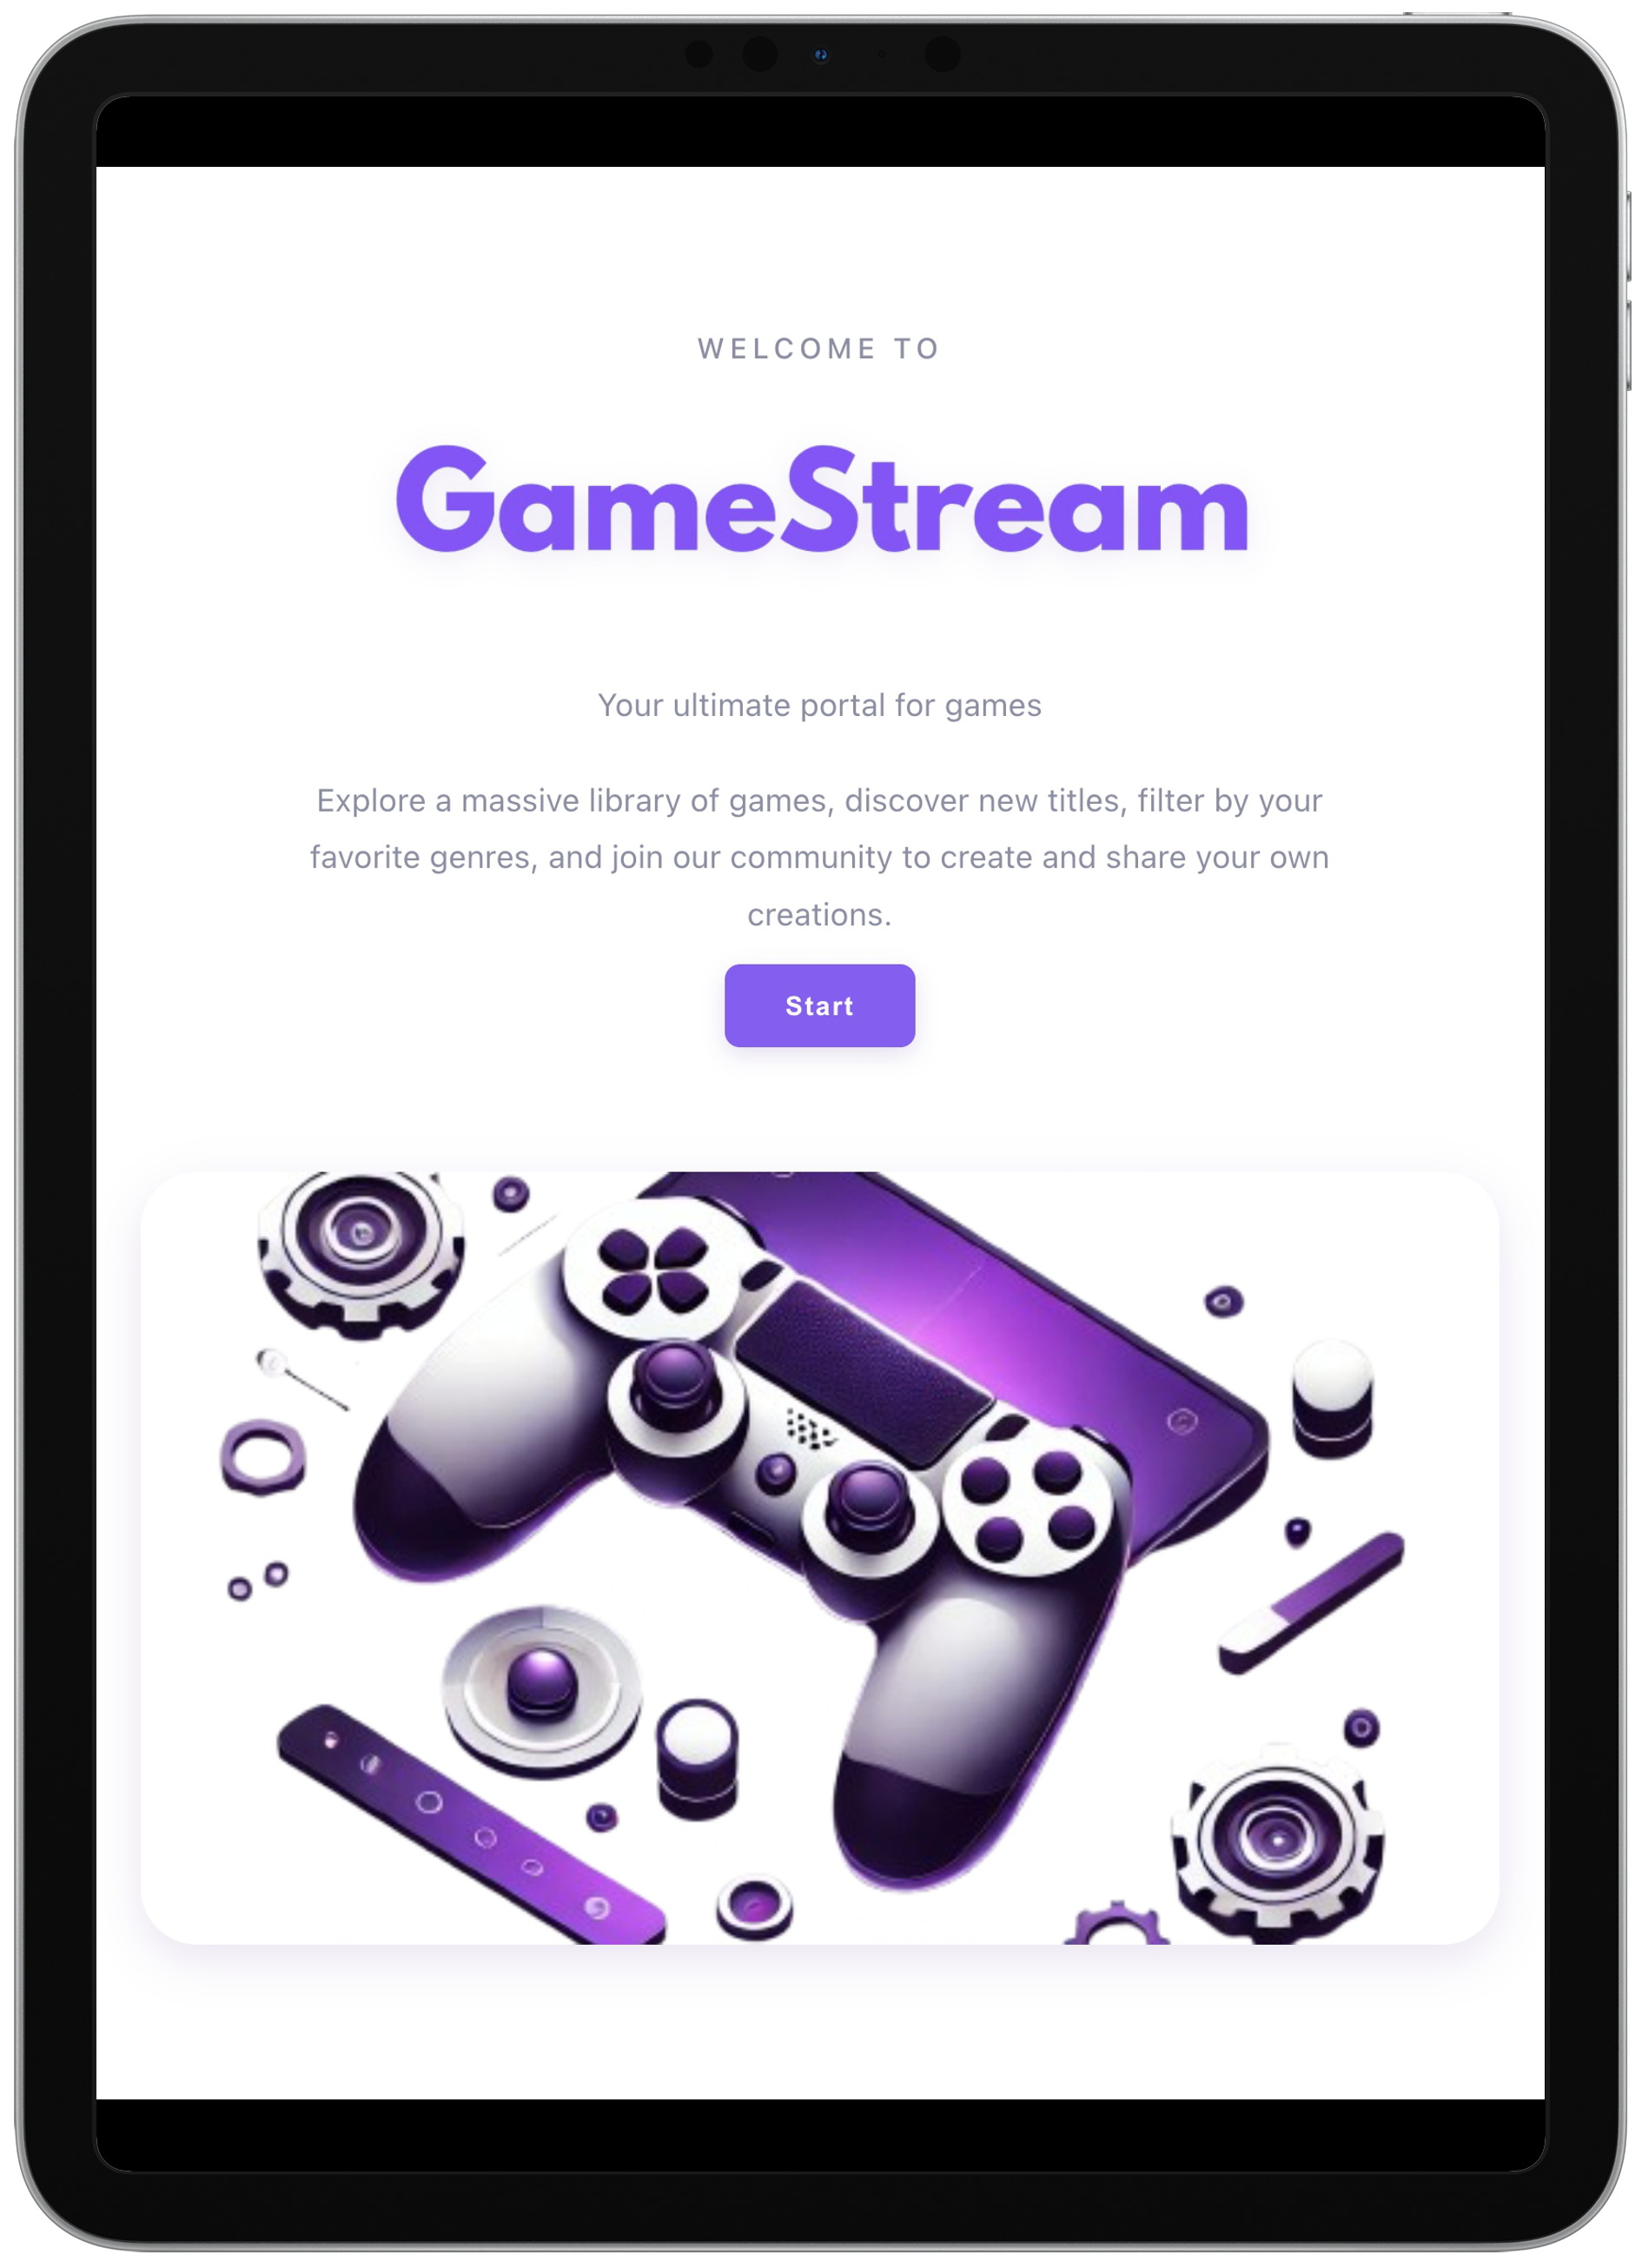 WELCOME TO
GameStream
Your ultimate portal for games
Explore a massive library of games, discover new titles, filter by your
favorite genres, and join our community to create and share your own
creations.
Start